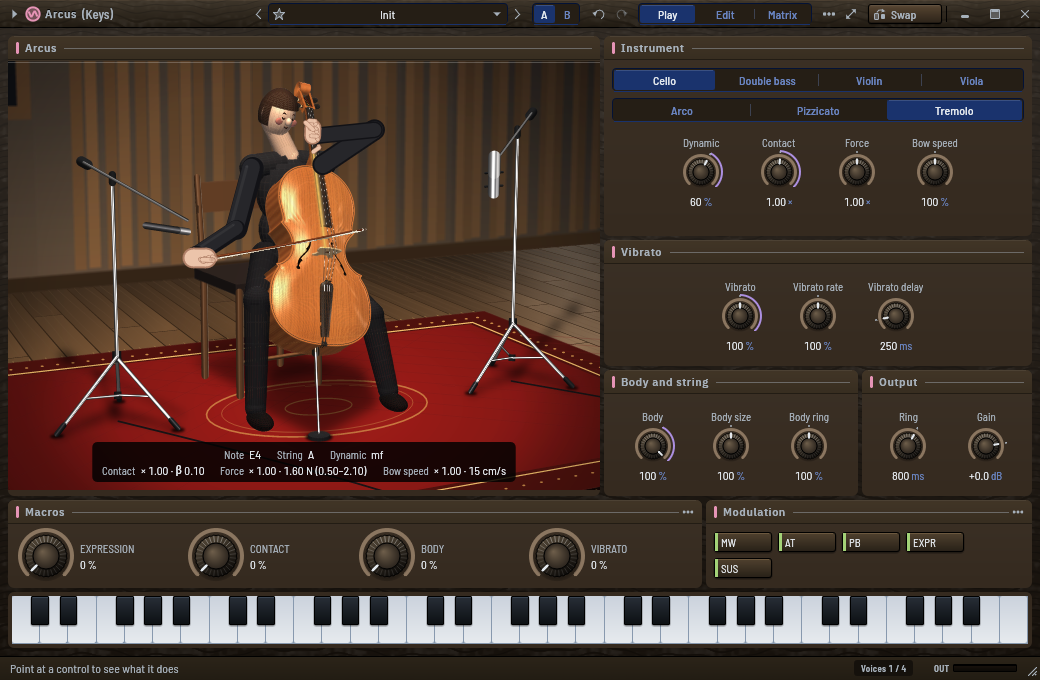 Arcus (Keys)
Init
A B
Play Edit Matrix
Swap
Arcus
Note E4 String A Dynamic mf
Contact × 1.00 · β 0.10 Force × 1.00 · 1.60 N (0.50–2.10) Bow speed × 1.00 · 15 cm/s
Instrument
Cello Double bass Violin Viola
Arco Pizzicato Tremolo
Dynamic Contact Force Bow speed
60 % 1.00 × 1.00 × 100 %
Vibrato
Vibrato Vibrato rate Vibrato delay
100 % 100 % 250 ms
Body and string
Body Body size Body ring
100 % 100 % 100 %
Output
Ring Gain
800 ms +0.0 dB
Macros
EXPRESSION
0 %
CONTACT
0 %
BODY
0 %
VIBRATO
0 %
Modulation
MW AT PB EXPR
SUS
Point at a control to see what it does
Voices 1 / 4 OUT